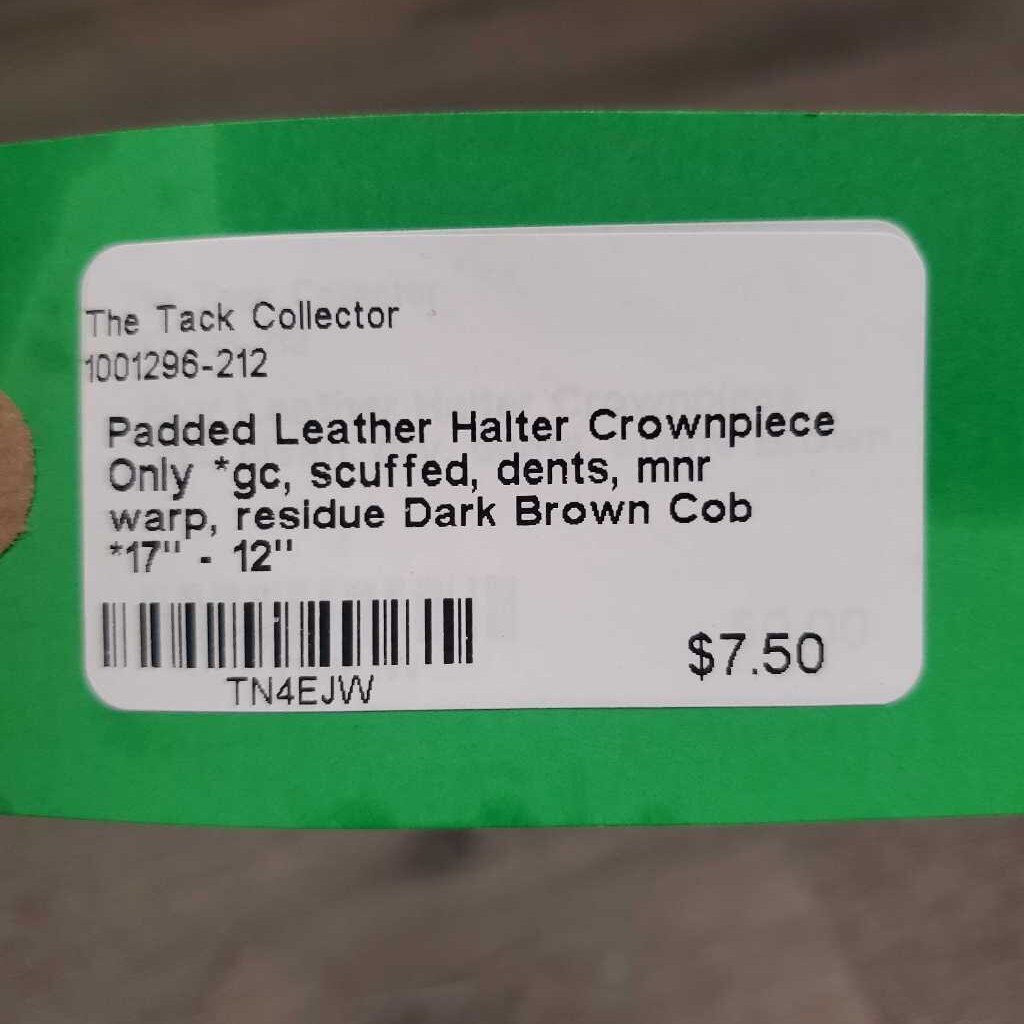 The Tack Collector
1001296-212
Padded Leather Halter Crownpiece
Only *gc, scuffed, dents, mnr
warp, residue Dark Brown Cob
*17" - 12"
TN4EJW
$7.50